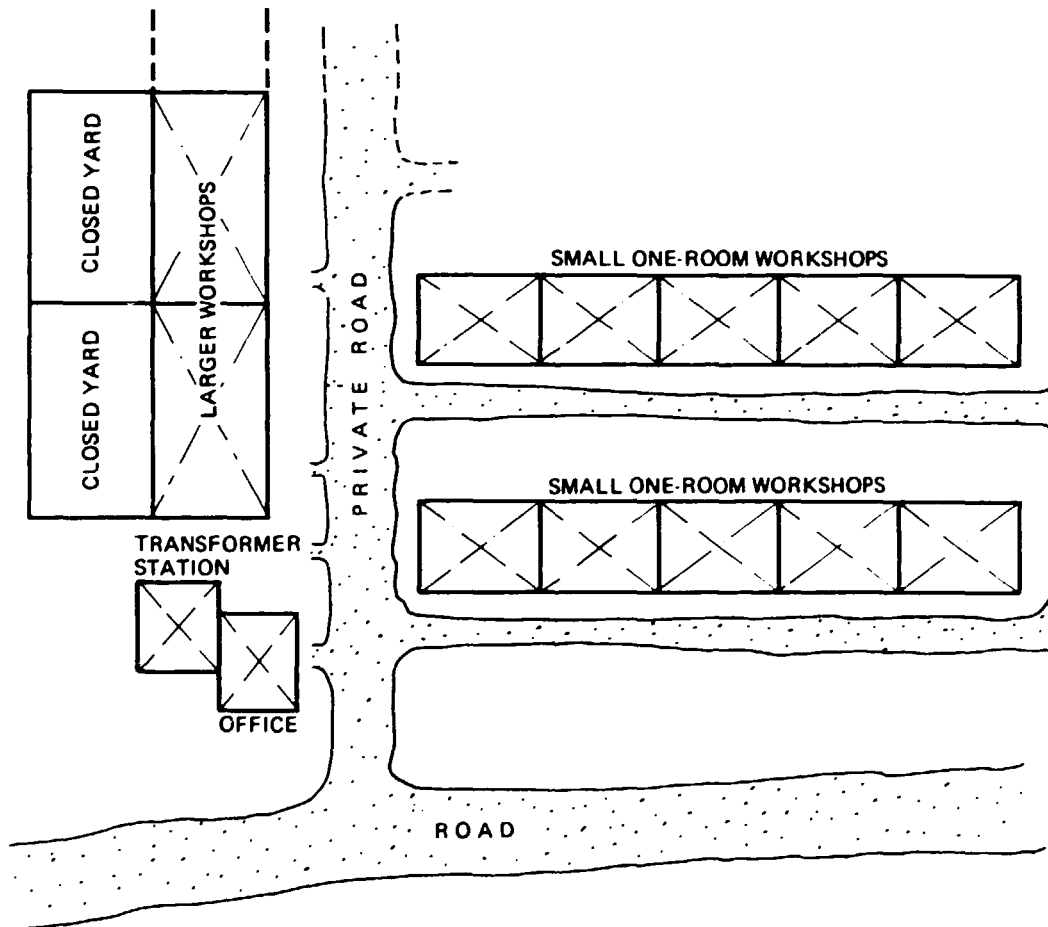 CLOSED YARD
LARGER WORKSHOPS
CLOSED YARD
PRIVATE ROAD
SMALL ONE-ROOM WORKSHOPS
SMALL ONE-ROOM WORKSHOPS
TRANSFORMER
STATION
OFFICE
ROAD